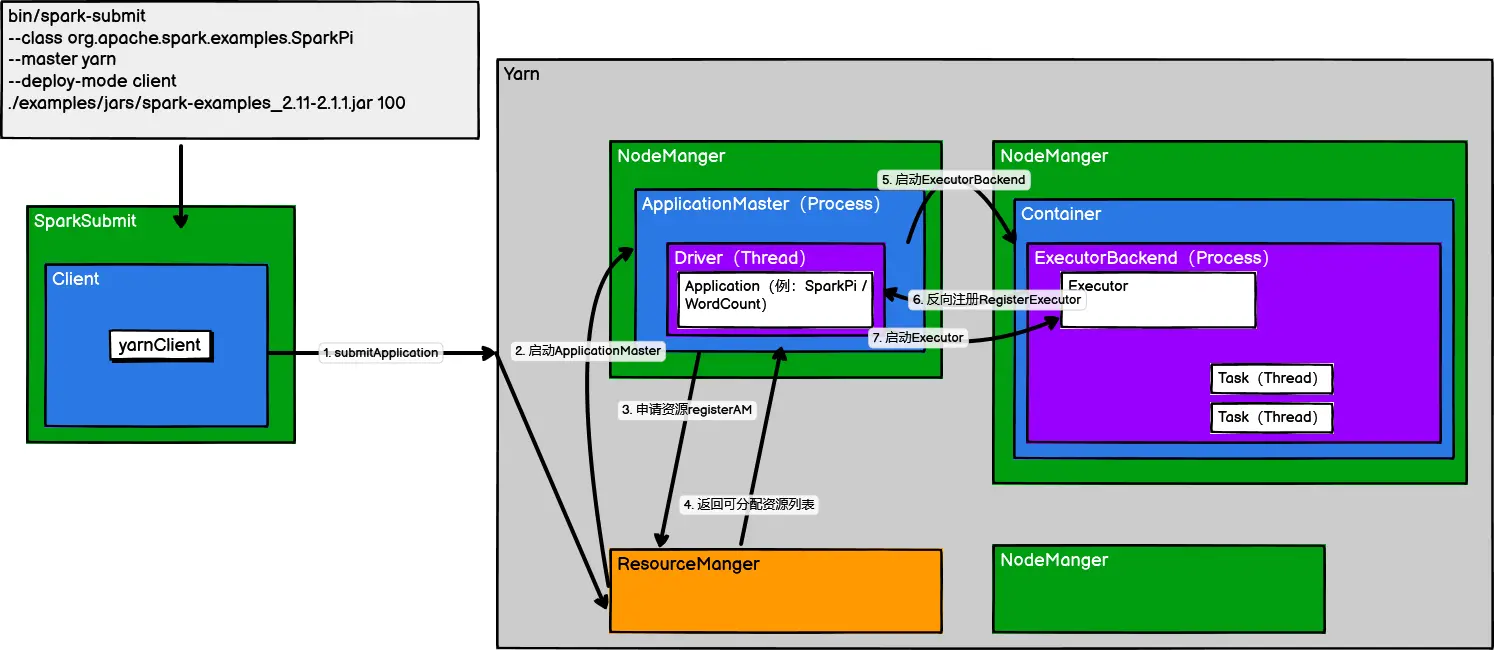 bin/spark-submit
--class org.apache.spark.examples.SparkPi
--master yarn
--deploy-mode client
./examples/jars/spark-examples_2.11-2.1.1.jar 100
SparkSubmit
Client
yarnClient
1. submitApplication
Yarn
NodeManger
ApplicationMaster（Process）
Driver（Thread）
Application（例：SparkPi /
WordCount）
2. 启动ApplicationMaster
3. 申请资源registerAM
4. 返回可分配资源列表
5. 启动ExecutorBackend
6. 反向注册RegisterExecutor
7. 启动Executor
NodeManger
Container
ExecutorBackend（Process）
Executor
Task（Thread）
Task（Thread）
ResourceManger
NodeManger